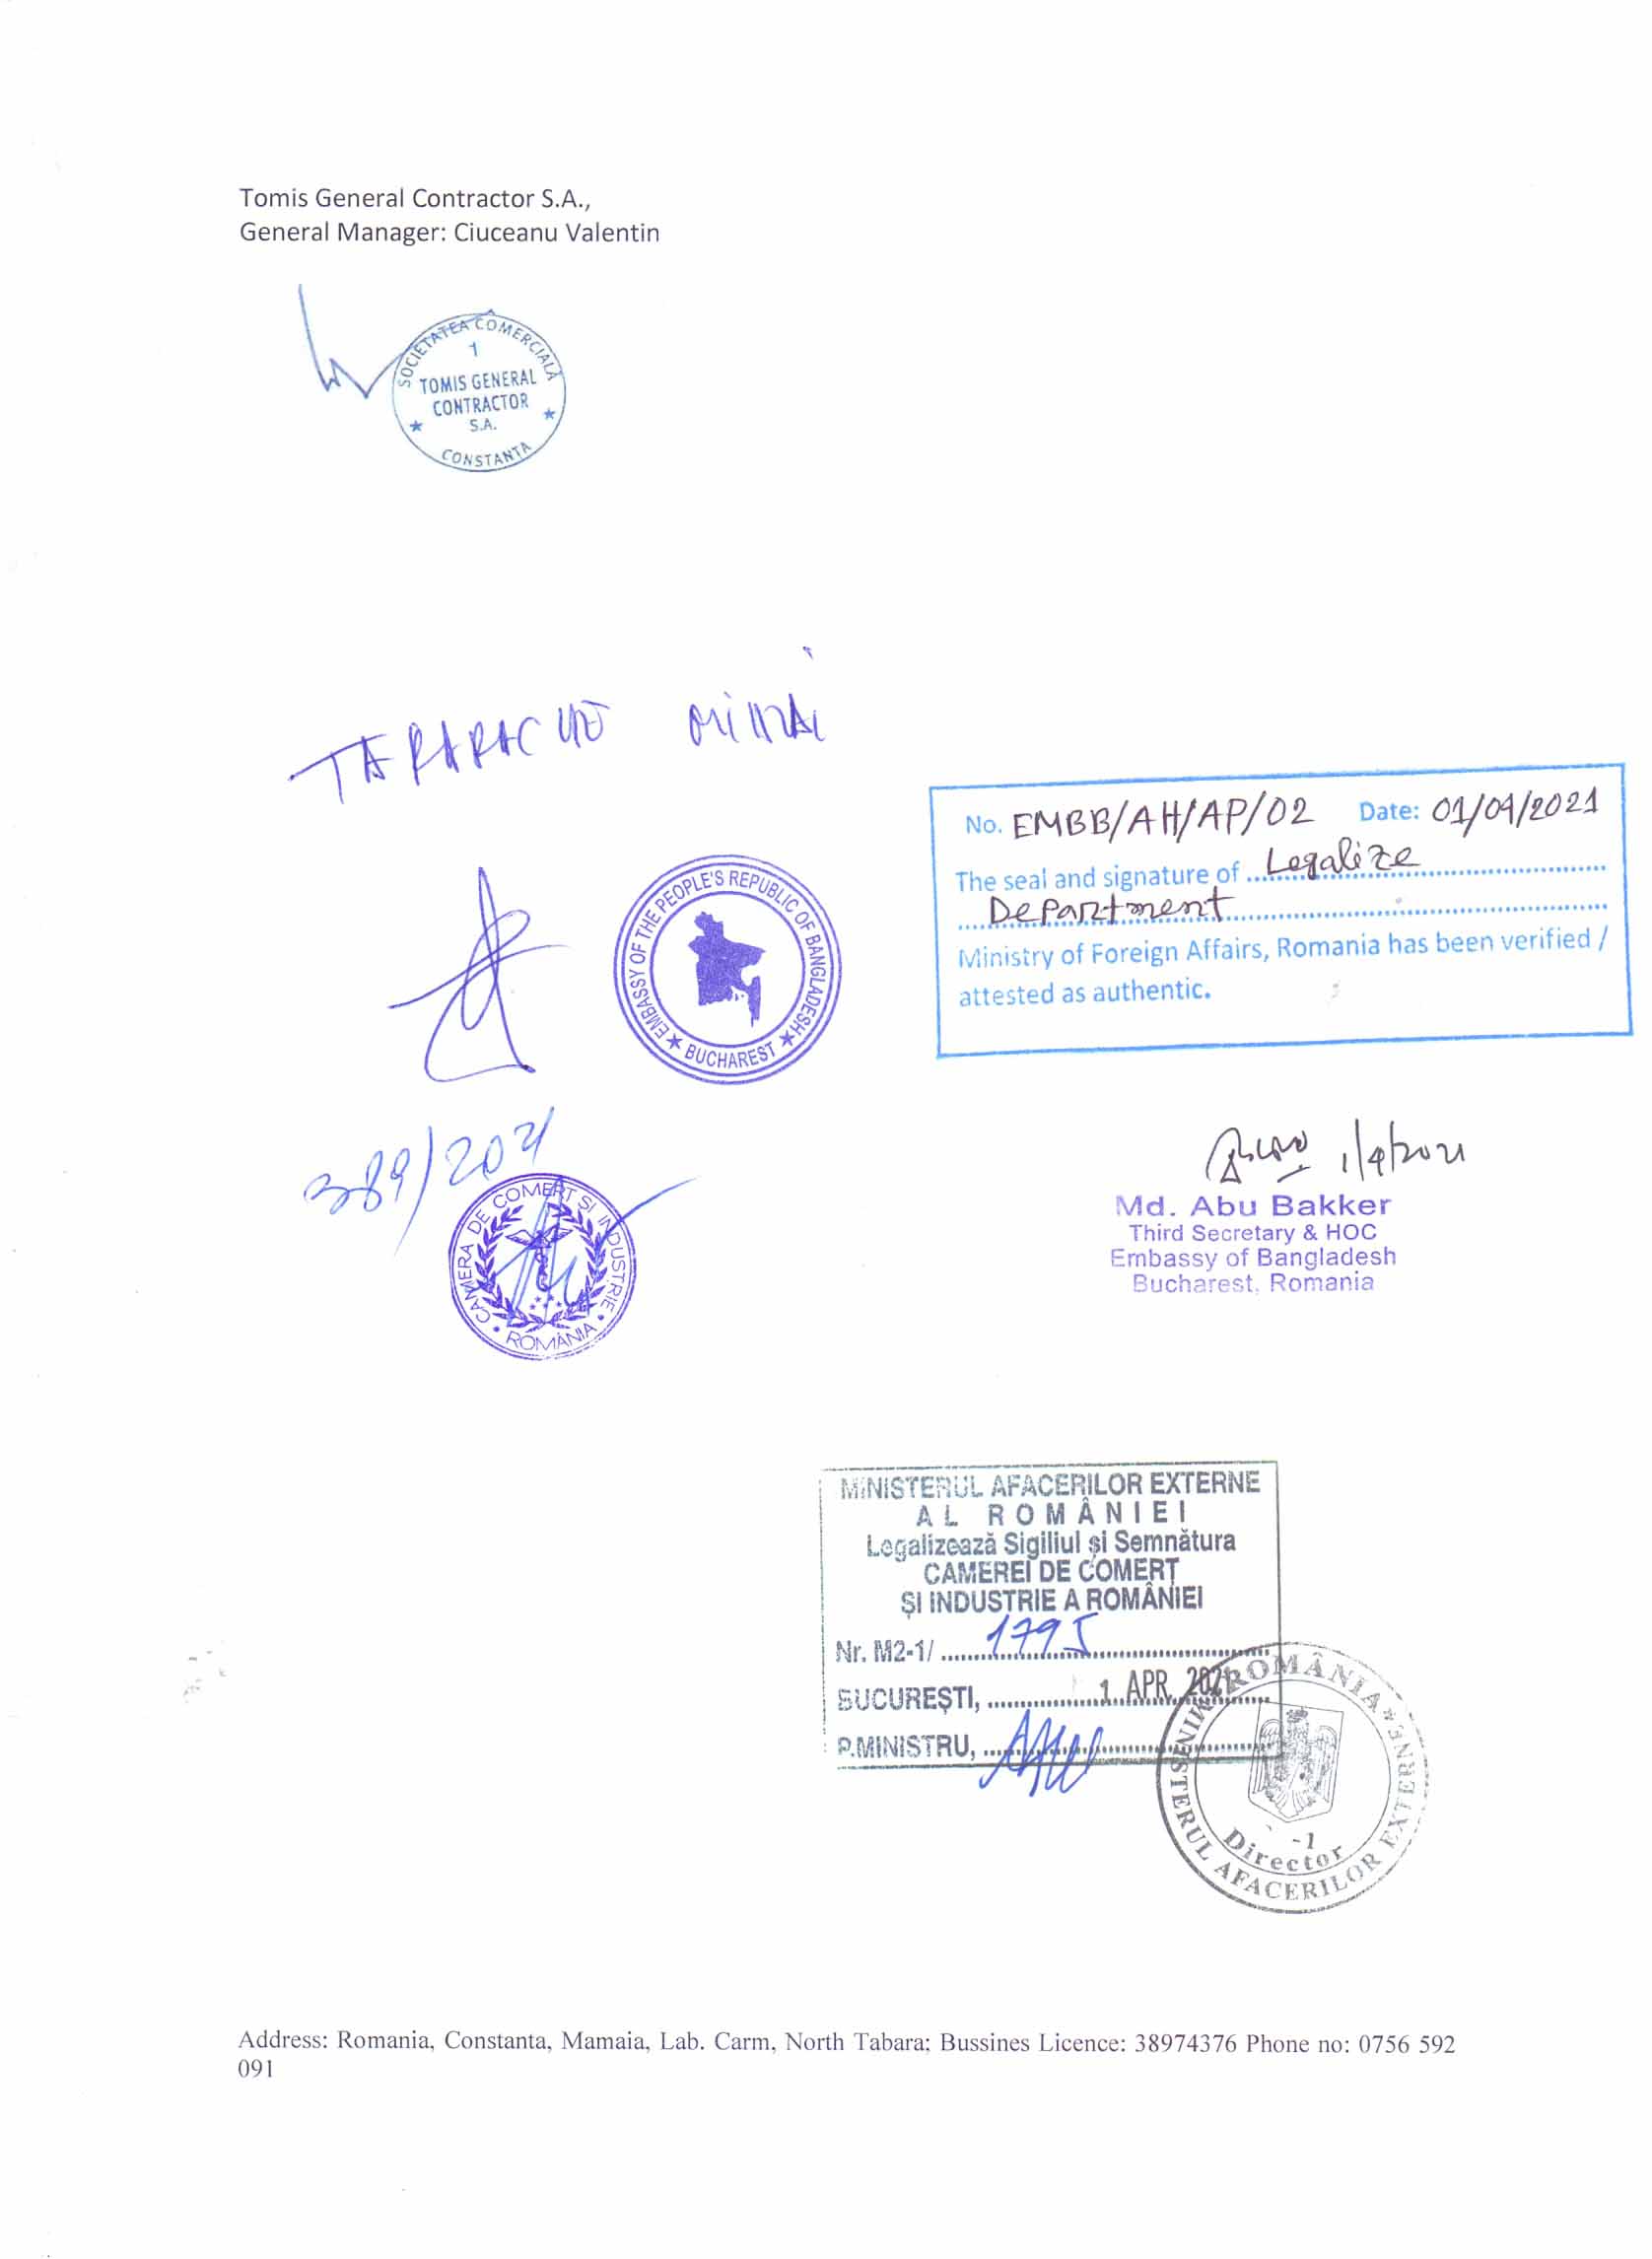 Tomis General Contractor S.A.,
General Manager: Ciuceanu Valentin
SOCIETATEA COMERCIALĂ
1
TOMIS GENERAL
CONTRACTOR
S.A.
CONSTANTA
No. EMBB/AH/AP/02 Date: 01/04/2021
The seal and signature of Legalize
Department
Ministry of Foreign Affairs, Romania has been verified /
attested as authentic.
EMBASSY OF THE PEOPLE'S REPUBLIC OF BANGLADESH
BUCHAREST
389/2021
CAMERA DE COMERT SI INDUSTRIE
ROMÂNIA
1/4/2021
Md. Abu Bakker
Third Secretary & HOC
Embassy of Bangladesh
Bucharest, Romania
MINISTERUL AFACERILOR EXTERNE
AL ROMÂNIEI
Legalizează Sigiliul și Semnătura
CAMEREI DE COMERȚ
ȘI INDUSTRIE A ROMÂNIEI
Nr. M2-1/ 1795
BUCUREȘTI, 1 APR. 2021
P.MINISTRU,
ROMÂNIA
MINISTERUL AFACERILOR EXTERNE
-1
Director
Address: Romania, Constanta, Mamaia, Lab. Carm, North Tabara; Bussines Licence: 38974376 Phone no: 0756 592
091